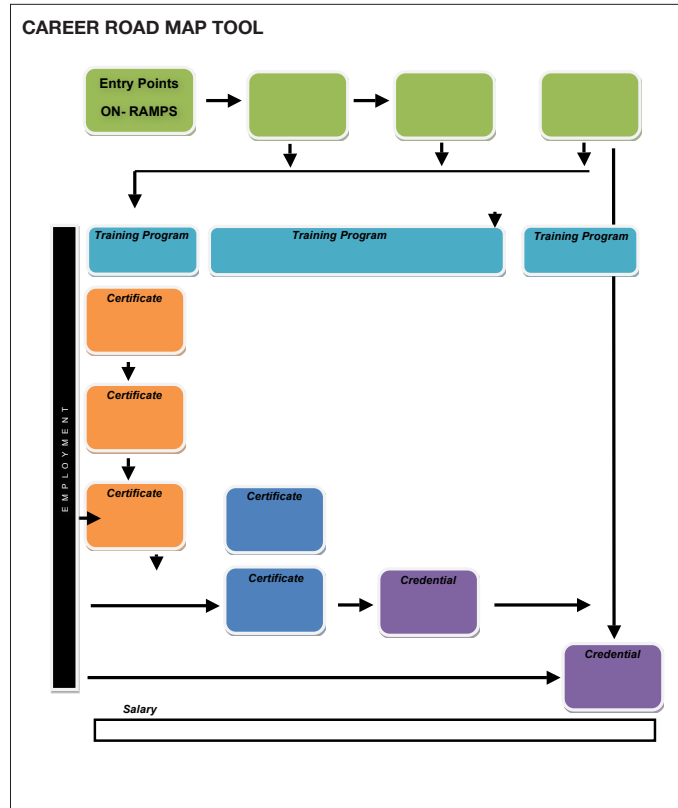 CAREER ROAD MAP TOOL
Entry Points
ON- RAMPS
Training Program
Training Program
Training Program
Certificate
Certificate
Certificate
Certificate
Certificate
Credential
Credential
EMPLOYMENT
Salary